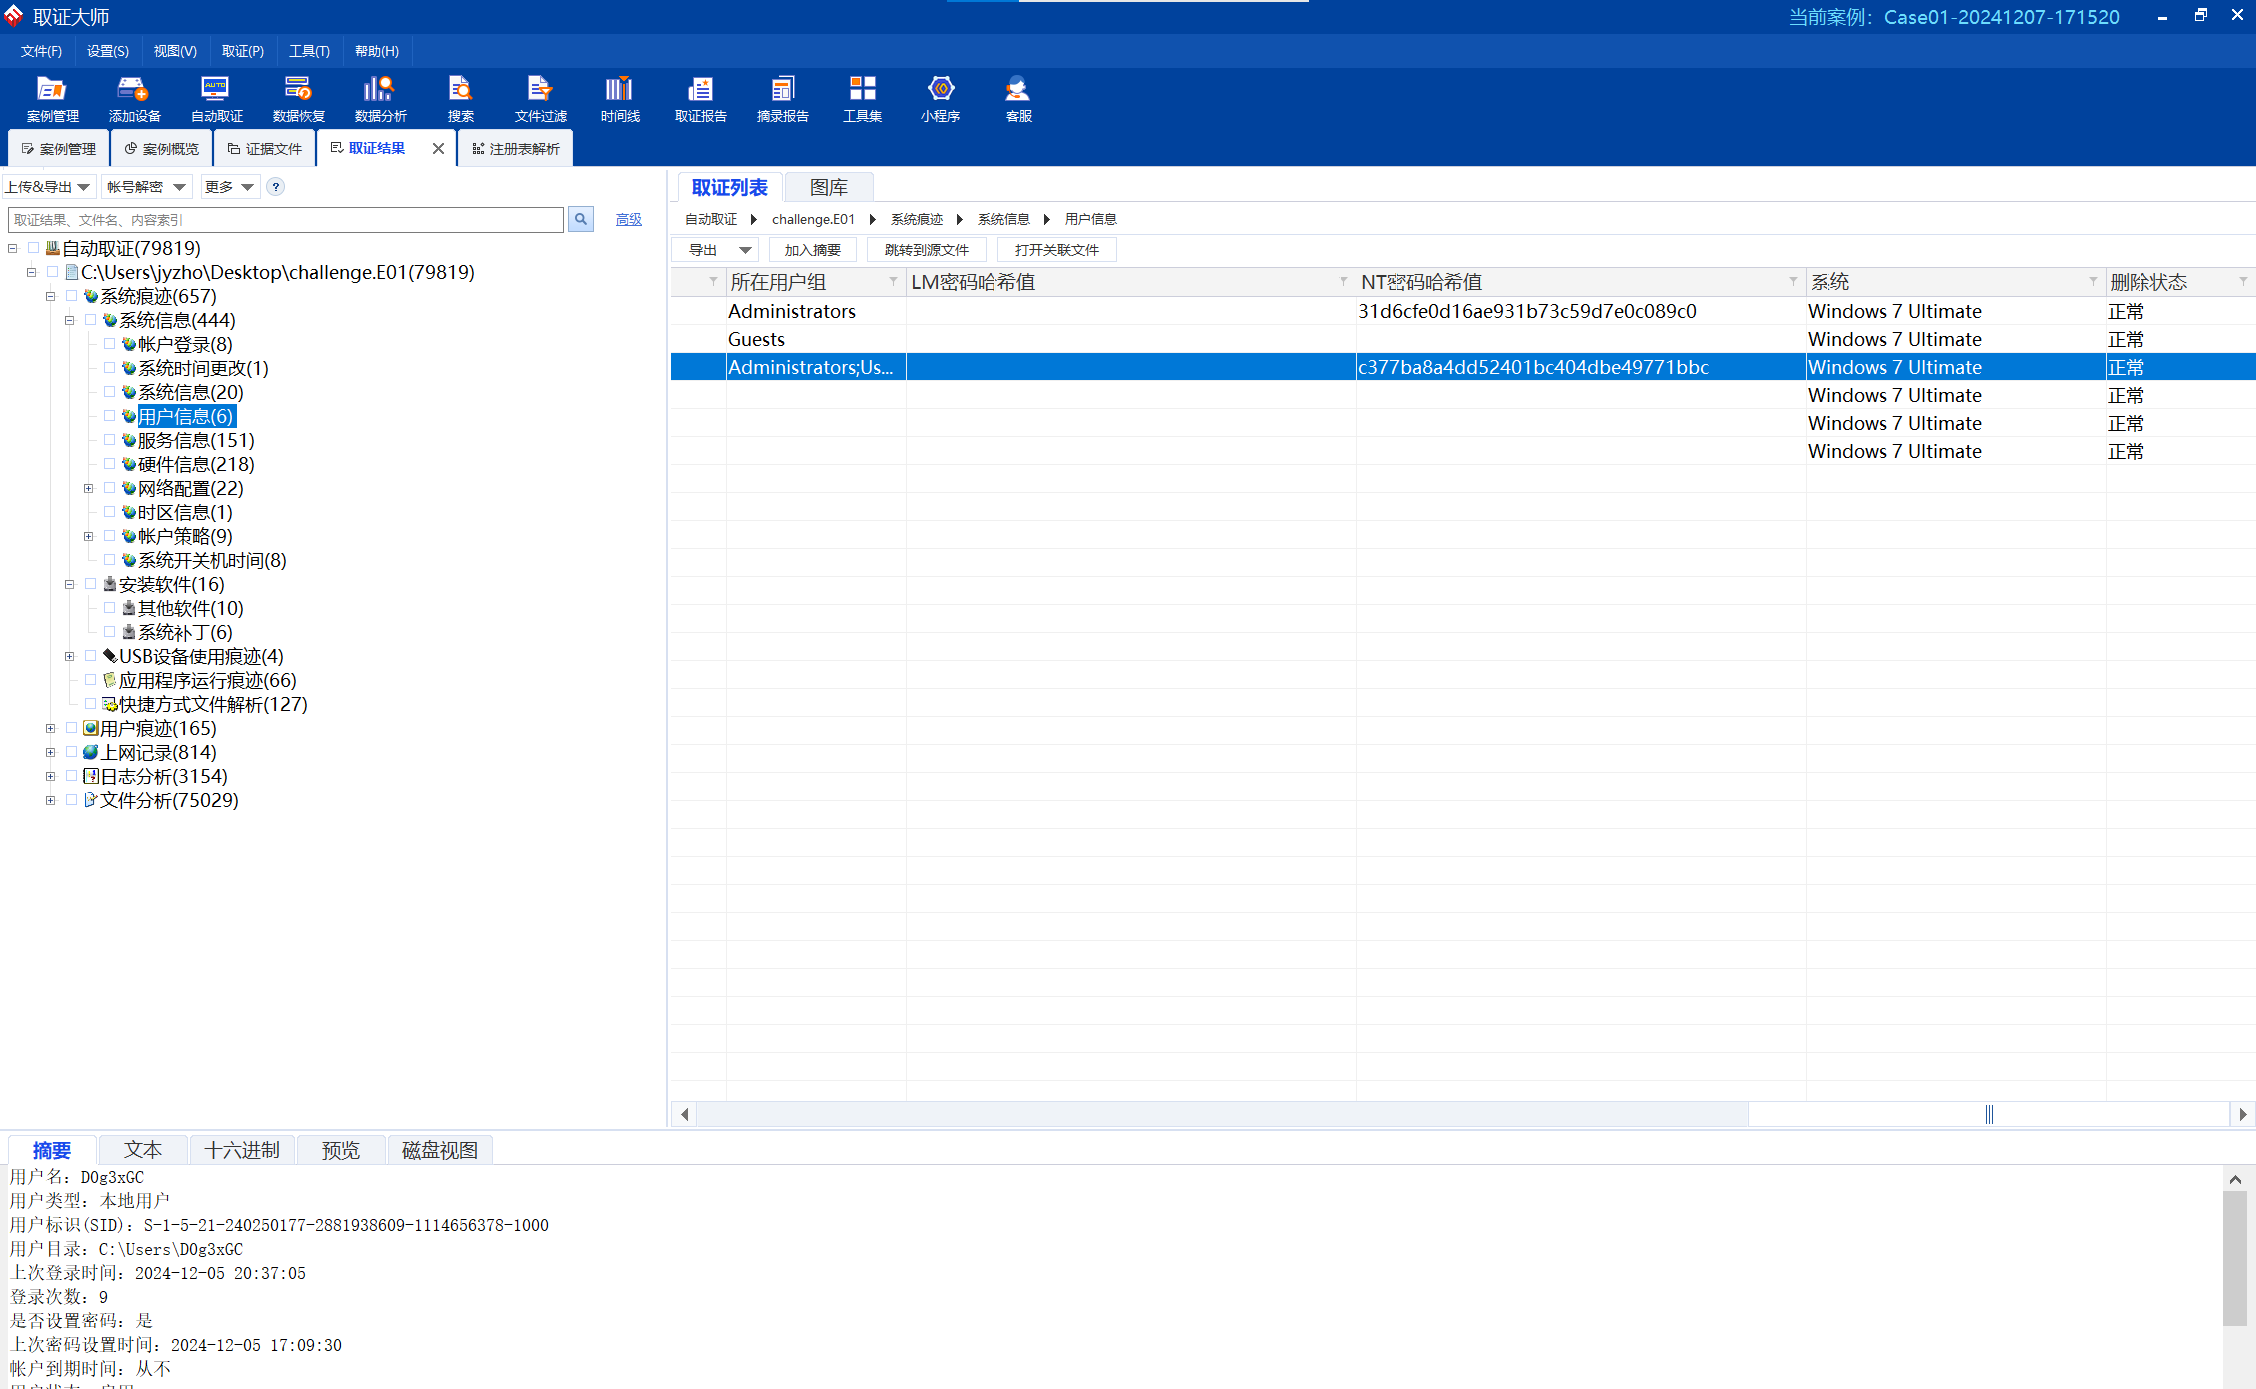 取证大师
当前案例：Case01-20241207-171520
文件(F) 设置(S) 视图(V) 取证(P) 工具(T) 帮助(H)
案例管理 添加设备 自动取证 数据恢复 数据分析 搜索 文件过滤 时间线 取证报告 摘录报告 工具集 小程序 客服
案例管理 案例概览 证据文件 取证结果 注册表解析
上传&导出 帐号解密 更多 ?
取证结果、文件名、内容索引 高级
自动取证(79819)
C:\Users\jyzho\Desktop\challenge.E01(79819)
系统痕迹(657)
系统信息(444)
帐户登录(8)
系统时间更改(1)
系统信息(20)
用户信息(6)
服务信息(151)
硬件信息(218)
网络配置(22)
时区信息(1)
帐户策略(9)
系统开关机时间(8)
安装软件(16)
其他软件(10)
系统补丁(6)
USB设备使用痕迹(4)
应用程序运行痕迹(66)
快捷方式文件解析(127)
用户痕迹(165)
上网记录(814)
日志分析(3154)
文件分析(75029)
取证列表 图库
自动取证 challenge.E01 系统痕迹 系统信息 用户信息
导出 加入摘要 跳转到源文件 打开关联文件
所在用户组 LM密码哈希值 NT密码哈希值 系统 删除状态
Administrators 31d6cfe0d16ae931b73c59d7e0c089c0 Windows 7 Ultimate 正常
Guests Windows 7 Ultimate 正常
Administrators;Us... c377ba8a4dd52401bc404dbe49771bbc Windows 7 Ultimate 正常
Windows 7 Ultimate 正常
Windows 7 Ultimate 正常
Windows 7 Ultimate 正常
摘要 文本 十六进制 预览 磁盘视图
用户名：D0g3xGC
用户类型：本地用户
用户标识(SID)：S-1-5-21-240250177-2881938609-1114656378-1000
用户目录：C:\Users\D0g3xGC
上次登录时间：2024-12-05 20:37:05
登录次数：9
是否设置密码：是
上次密码设置时间：2024-12-05 17:09:30
帐户到期时间：从不